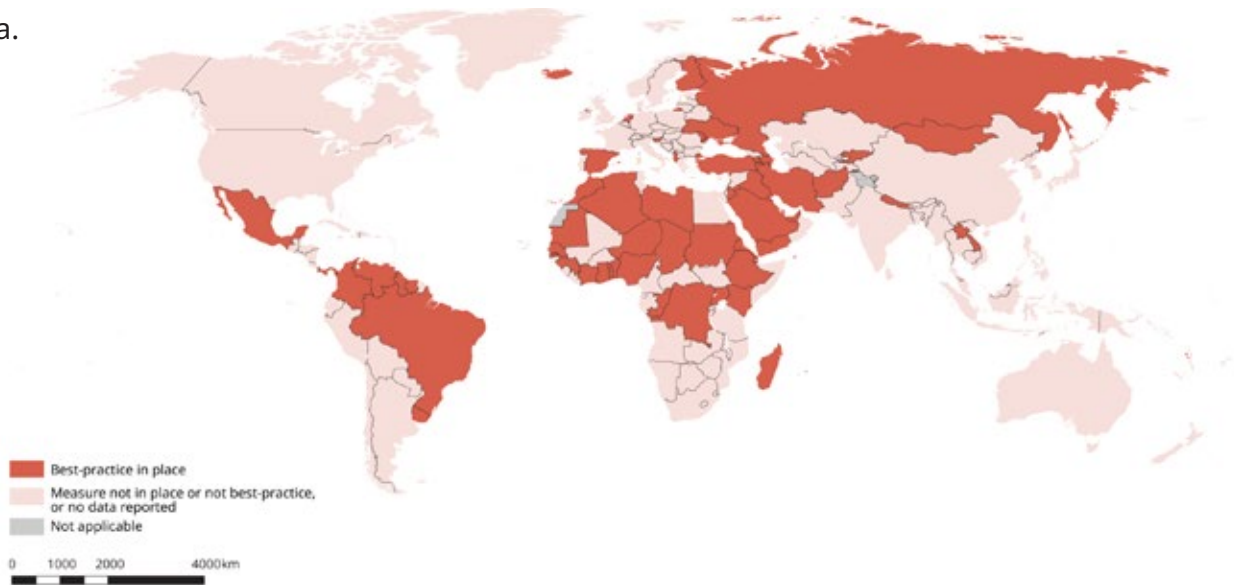 a.
Best-practice in place
Measure not in place or not best-practice,
or no data reported
Not applicable
0 1000 2000 4000km